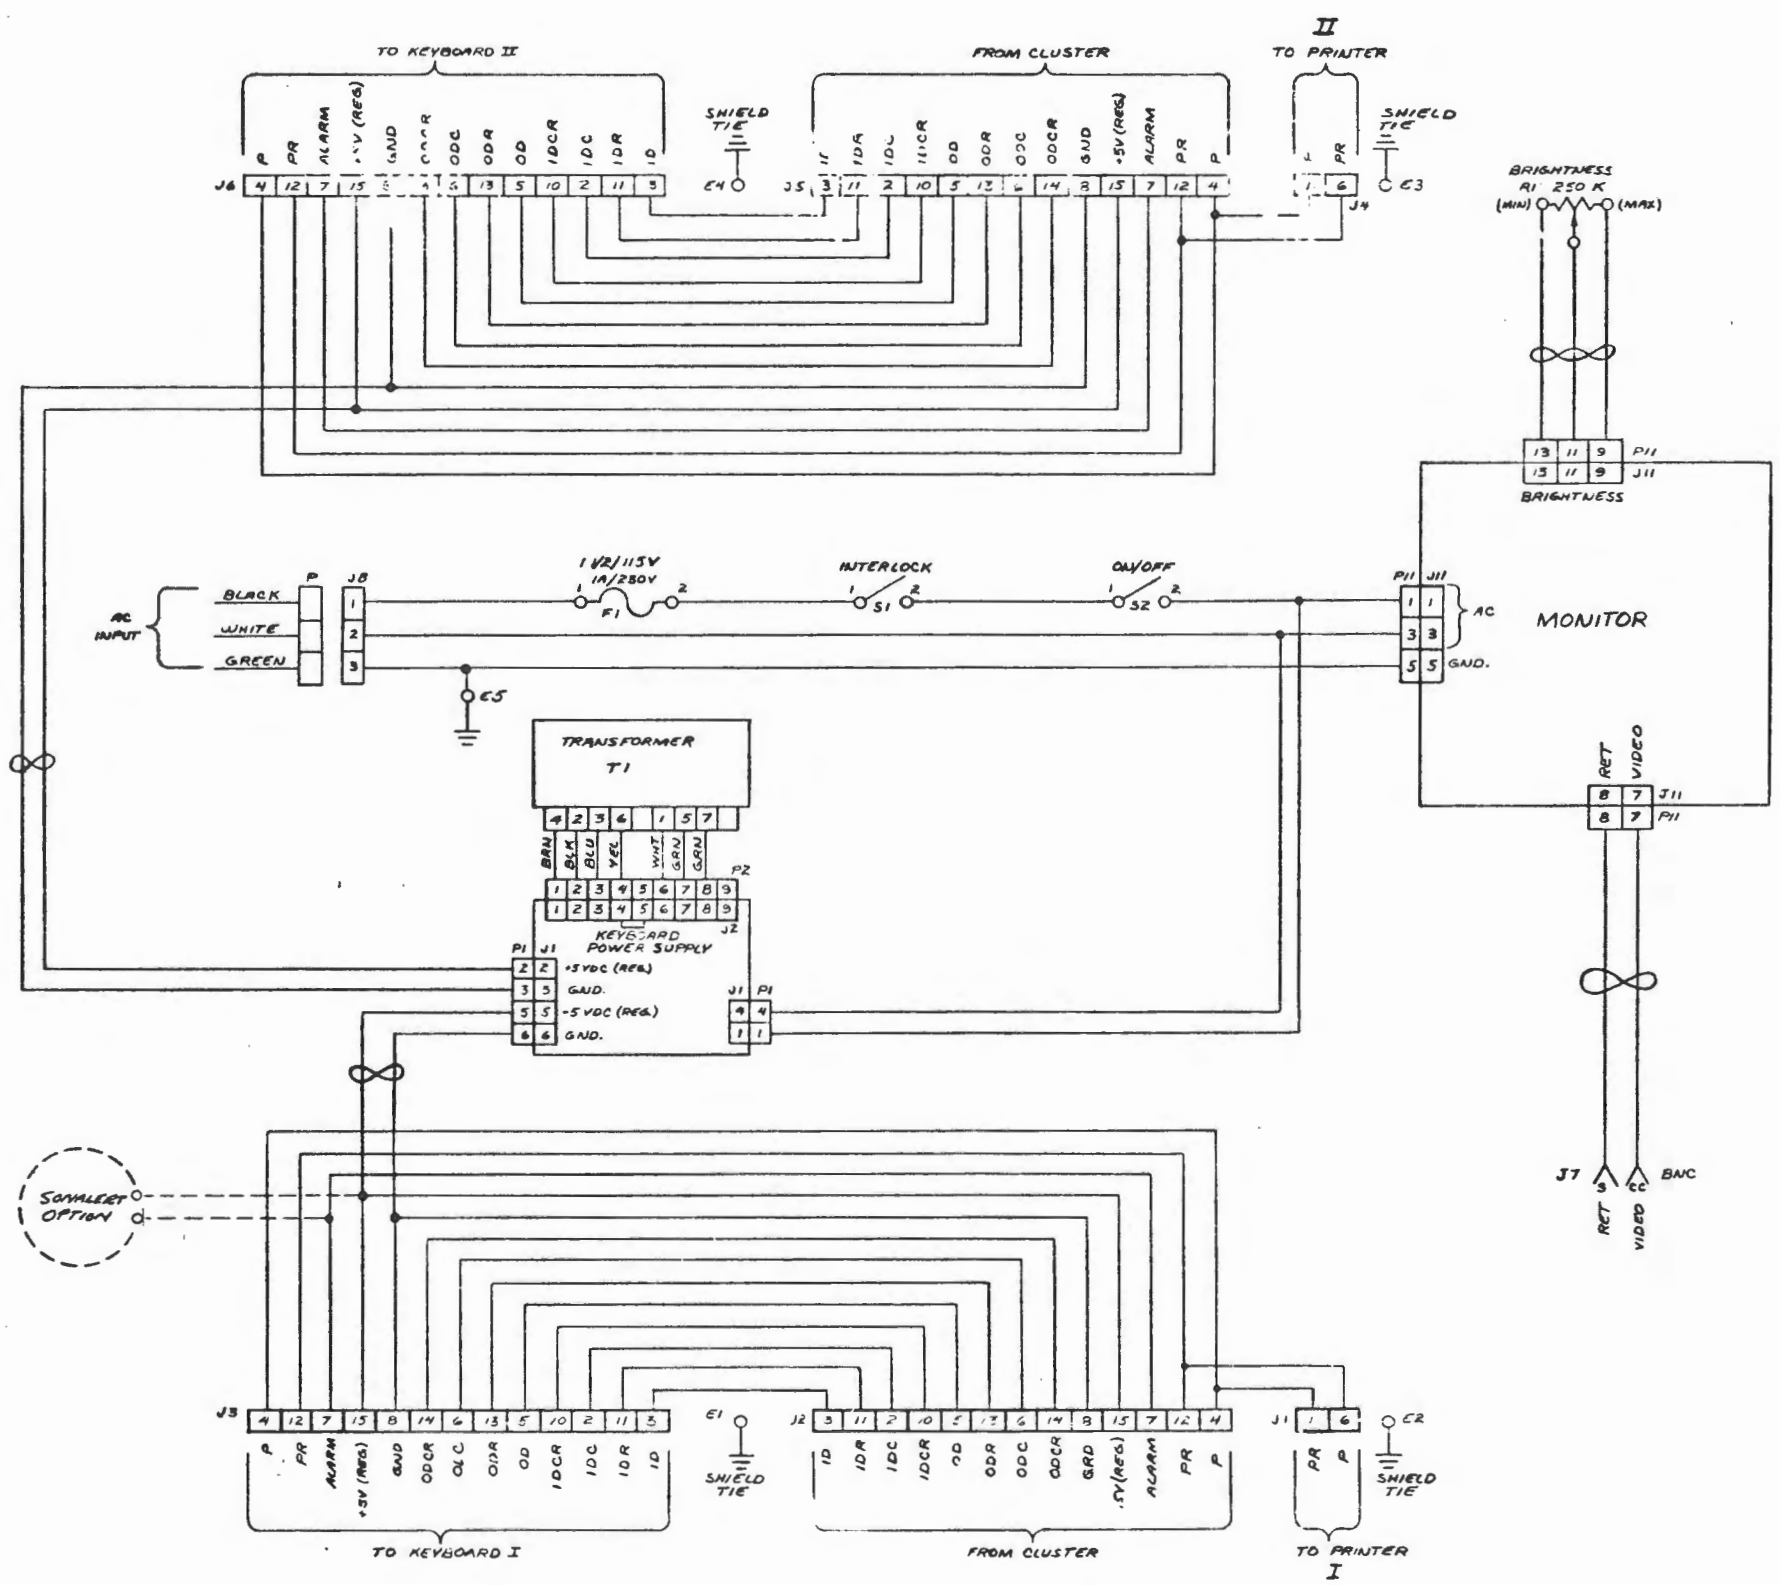 II
TO KEYBOARD II
FROM CLUSTER
TO PRINTER
P PR ALARM GND ODC ODR OD IDCR IDC IDR ID
SHIELD
TIE
IDR IDC IDCR OD ODR ODC ODCR GND +5V (REG) ALARM PR P
PR
SHIELD
TIE
J6 4 12 7 15 6 13 5 10 2 11 3
E4
J5 3 11 2 10 5 13 6 14 8 15 7 12 4
1 6
E3
J4
BRIGHTNESS
R1 250 K
(MIN) (MAX)
13 11 9 P11
13 11 9 J11
BRIGHTNESS
AC
INPUT
BLACK
WHITE
GREEN
P J8
1
2
3
1 1/2/115V
1A/230V
1 2
F1
INTERLOCK
1 2
S1
ON/OFF
1 2
S2
P11 J11
1 1
3 3
5 5
AC
GND.
MONITOR
E5
TRANSFORMER
T1
4 2 3 6 1 5 7
BRN BLK BLU YEL WHT GRN GRN
P2
1 2 3 4 5 6 7 8 9
1 2 3 4 5 6 7 8 9
J2
KEYBOARD
POWER SUPPLY
P1 J1
2 2 +5VDC (REG)
3 3 GND.
5 5 -5VDC (REG)
6 6 GND.
J1 P1
4 4
1 1
RET VIDEO
8 7 J11
8 7 P11
J7 S CC BNC
RET VIDEO
SONALERT
OPTION
J3 4 12 7 15 8 14 6 13 5 10 2 11 3
E1
J2 3 11 2 10 5 13 6 14 8 15 7 12 4
J1 1 6
E2
P PR ALARM +5V (REG) GND ODCR ODR OD IDCR IDC IDR ID
SHIELD
TIE
ID IDR IDC IDCR OD ODR ODC ODCR GRD 5V (REG) ALARM PR P
PR P
SHIELD
TIE
TO KEYBOARD I
FROM CLUSTER
TO PRINTER
I